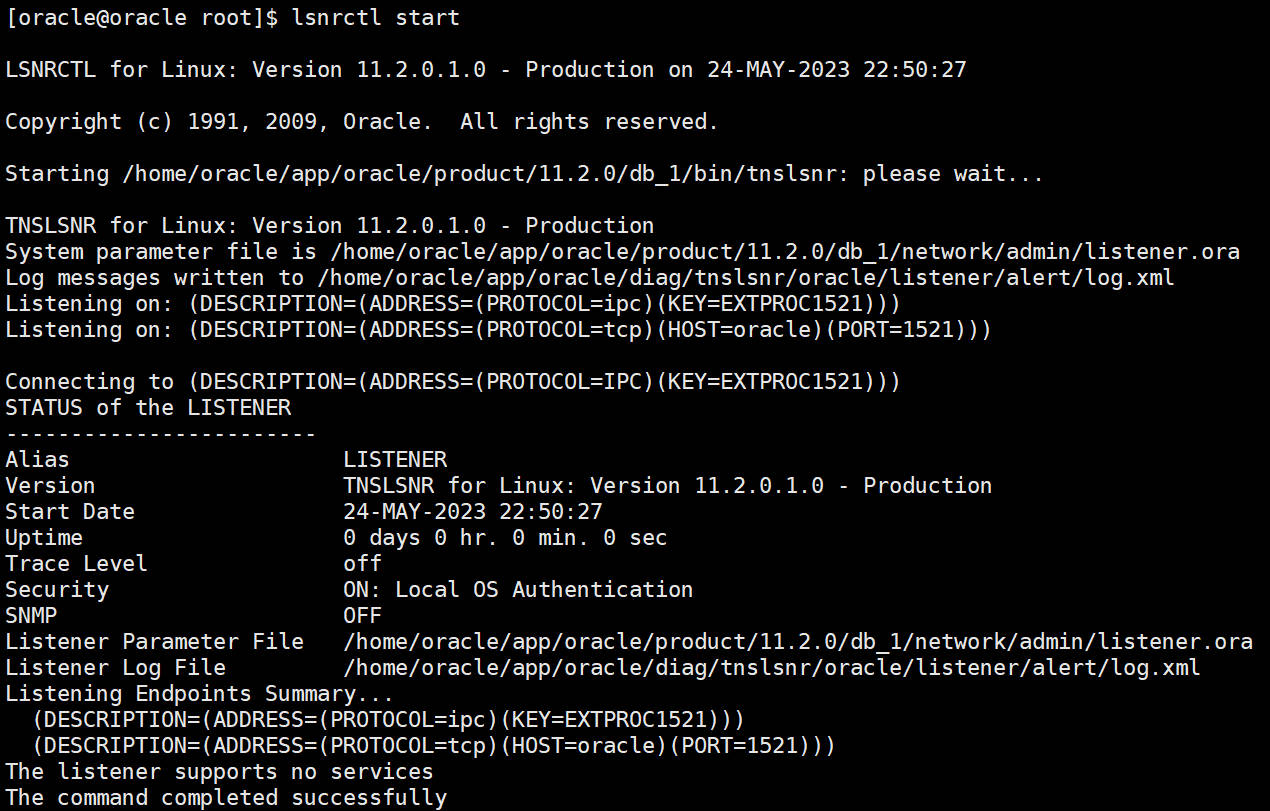 [oracle@oracle root]$ lsnrctl start
LSNRCTL for Linux: Version 11.2.0.1.0 - Production on 24-MAY-2023 22:50:27
Copyright (c) 1991, 2009, Oracle.  All rights reserved.
Starting /home/oracle/app/oracle/product/11.2.0/db_1/bin/tnslsnr: please wait...
TNSLSNR for Linux: Version 11.2.0.1.0 - Production
System parameter file is /home/oracle/app/oracle/product/11.2.0/db_1/network/admin/listener.ora
Log messages written to /home/oracle/app/oracle/diag/tnslsnr/oracle/listener/alert/log.xml
Listening on: (DESCRIPTION=(ADDRESS=(PROTOCOL=ipc)(KEY=EXTPROC1521)))
Listening on: (DESCRIPTION=(ADDRESS=(PROTOCOL=tcp)(HOST=oracle)(PORT=1521)))
Connecting to (DESCRIPTION=(ADDRESS=(PROTOCOL=IPC)(KEY=EXTPROC1521)))
STATUS of the LISTENER
------------------------
Alias                     LISTENER
Version                   TNSLSNR for Linux: Version 11.2.0.1.0 - Production
Start Date                24-MAY-2023 22:50:27
Uptime                    0 days 0 hr. 0 min. 0 sec
Trace Level               off
Security                  ON: Local OS Authentication
SNMP                      OFF
Listener Parameter File   /home/oracle/app/oracle/product/11.2.0/db_1/network/admin/listener.ora
Listener Log File         /home/oracle/app/oracle/diag/tnslsnr/oracle/listener/alert/log.xml
Listening Endpoints Summary...
  (DESCRIPTION=(ADDRESS=(PROTOCOL=ipc)(KEY=EXTPROC1521)))
  (DESCRIPTION=(ADDRESS=(PROTOCOL=tcp)(HOST=oracle)(PORT=1521)))
The listener supports no services
The command completed successfully